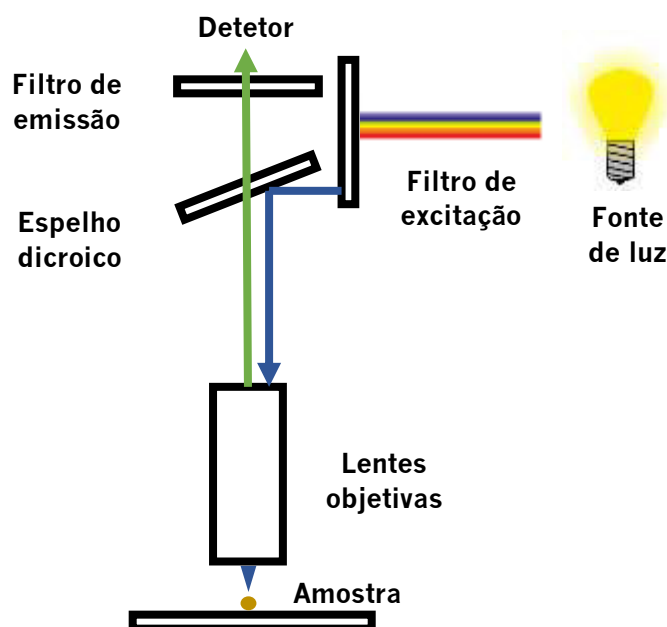 Detetor
Filtro de
emissão
Filtro de
excitação
Fonte
de luz
Espelho
dicroico
Lentes
objetivas
Amostra